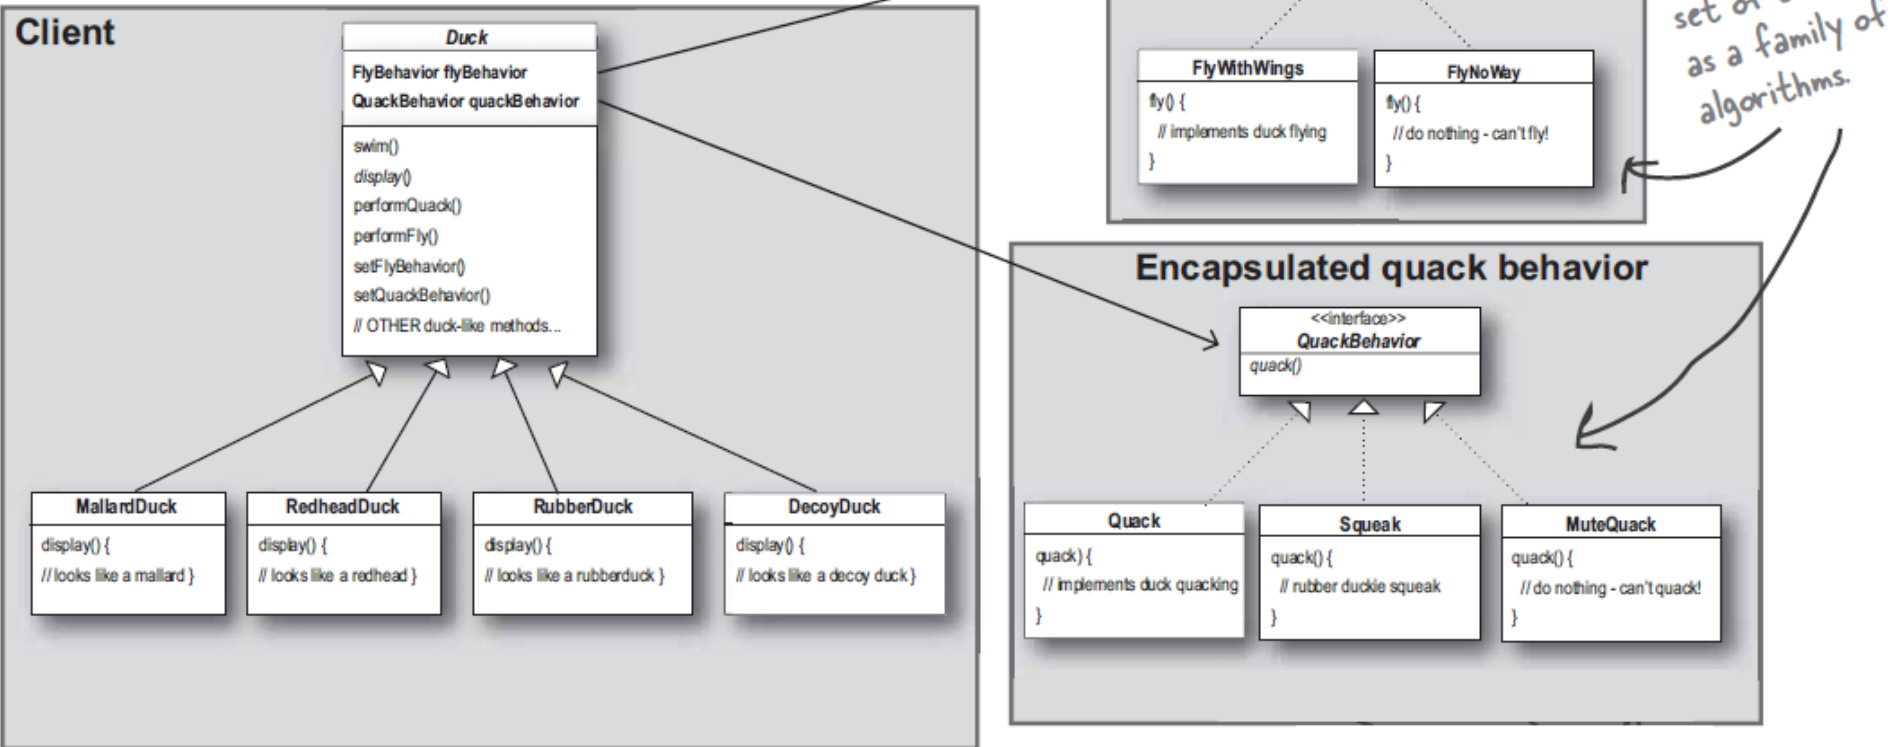 Client
Duck
FlyBehavior flyBehavior
QuackBehavior quackBehavior
swim()
display()
performQuack()
performFly()
setFlyBehavior()
setQuackBehavior()
// OTHER duck-like methods...
MallardDuck
display() {
// looks like a mallard }
RedheadDuck
display() {
// looks like a redhead }
RubberDuck
display() {
// looks like a rubberduck }
DecoyDuck
display() {
// looks like a decoy duck }
FlyWithWings
fly() {
// implements duck flying
}
FlyNoWay
fly() {
// do nothing - can't fly!
}
set of
as a family of
algorithms.
Encapsulated quack behavior
<<interface>>
QuackBehavior
quack()
Quack
quack) {
// implements duck quacking
}
Squeak
quack() {
// rubber duckie squeak
}
MuteQuack
quack() {
// do nothing - can't quack!
}